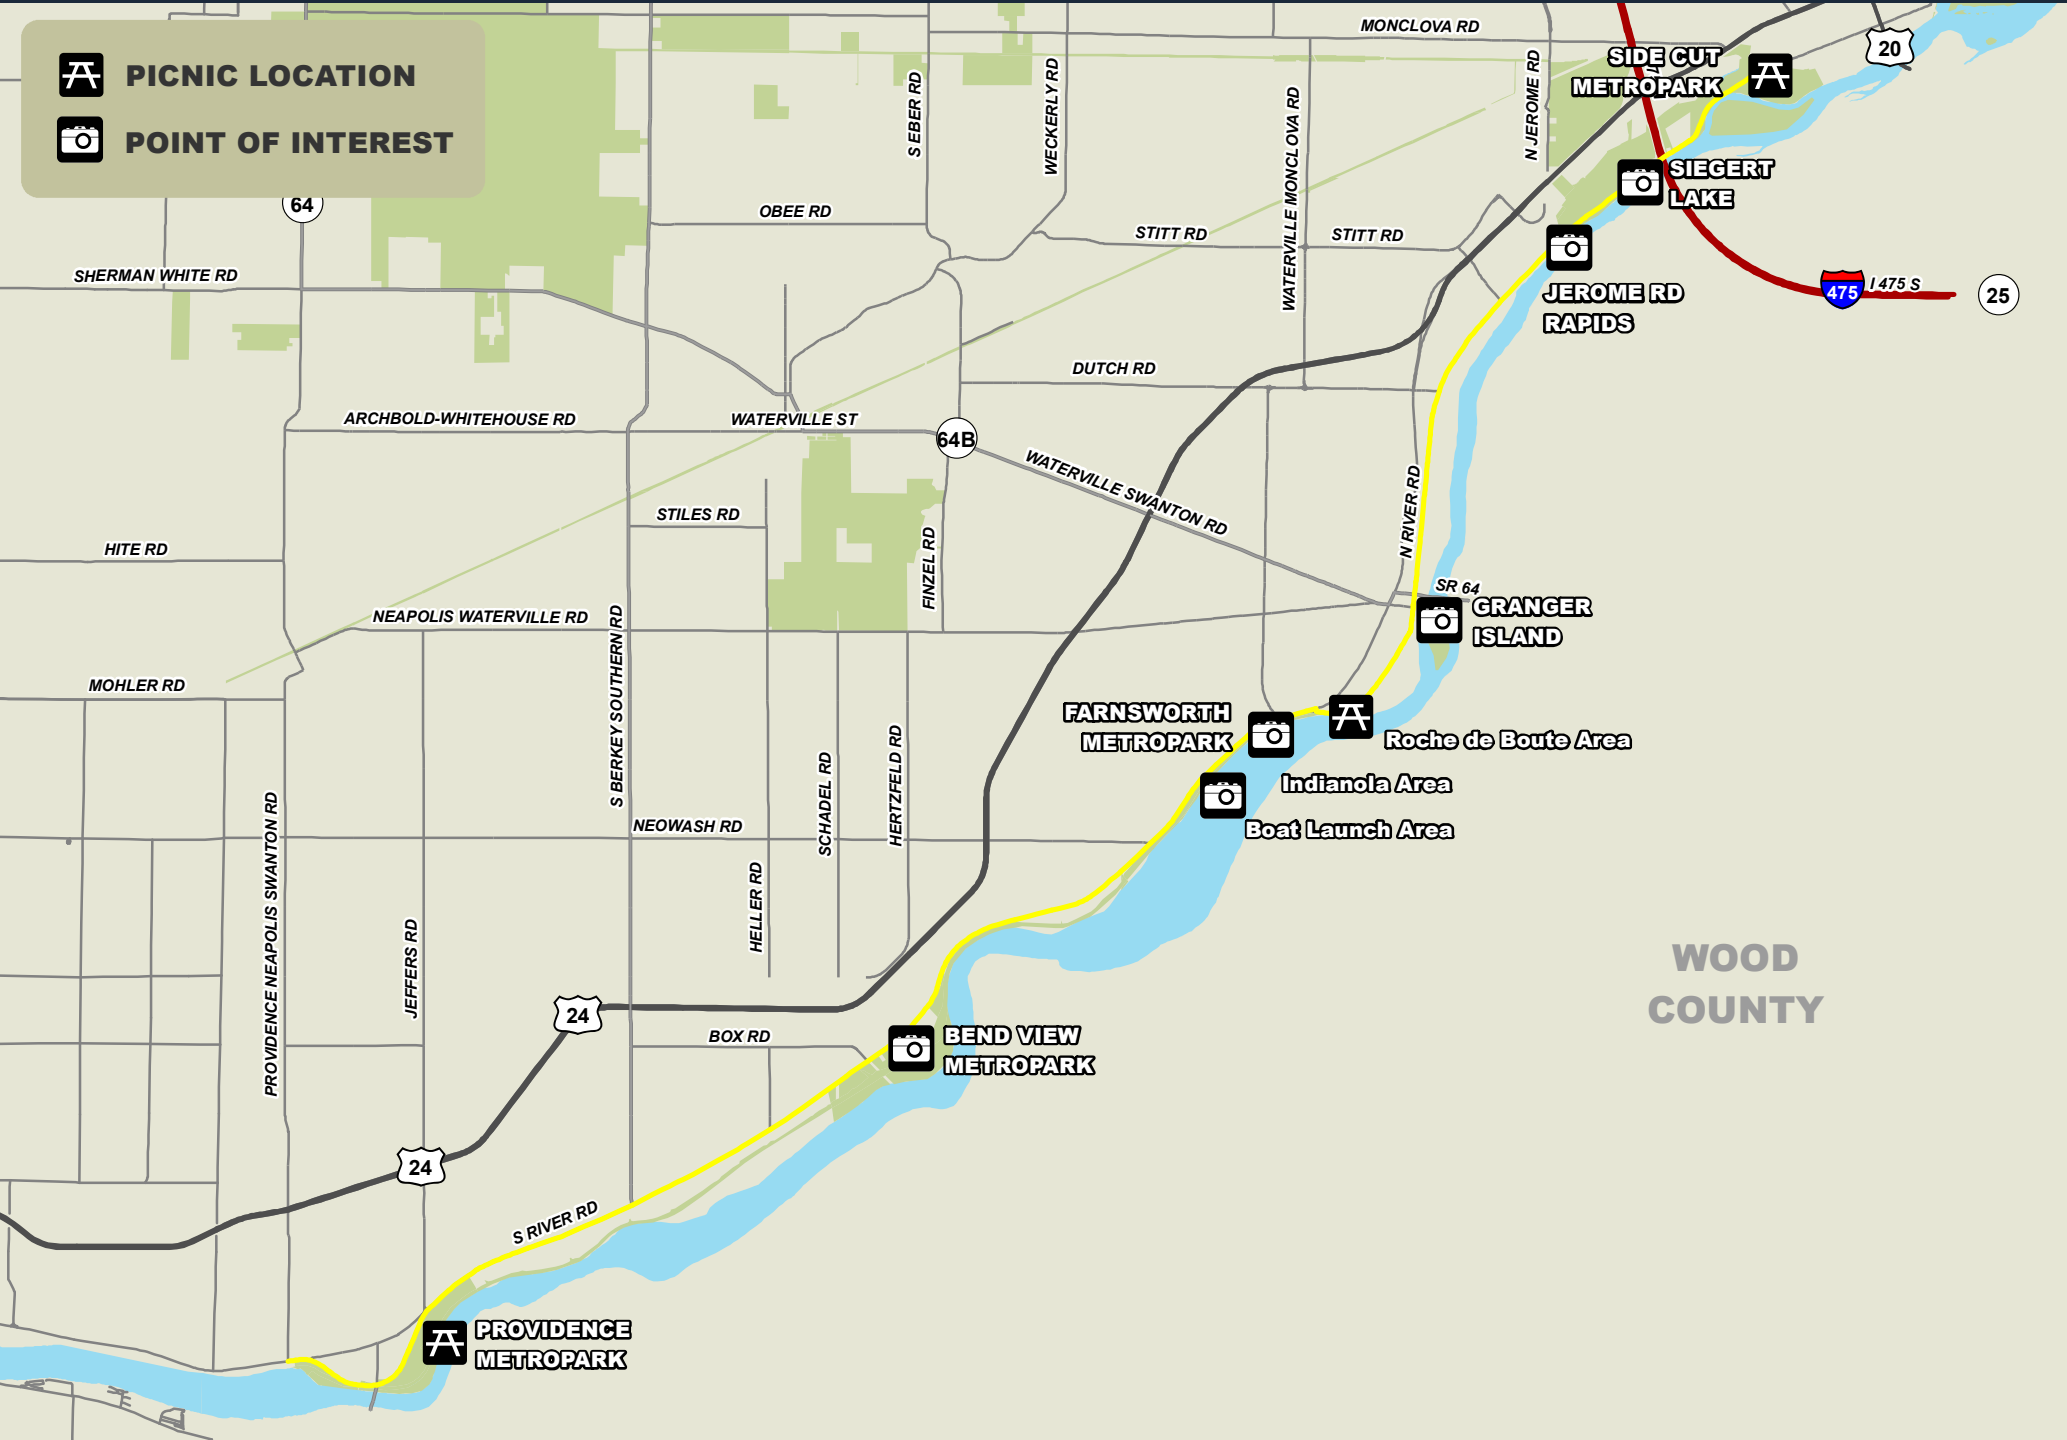 PICNIC LOCATION
POINT OF INTEREST
MONCLOVA RD
20
SIDE CUT
METROPARK
S EBER RD
WECKERLY RD
WATERVILLE MONCLOVA RD
N JEROME RD
SIEGERT
LAKE
64
OBEE RD
STITT RD
STITT RD
SHERMAN WHITE RD
JEROME RD
RAPIDS
475
I 475 S
25
DUTCH RD
ARCHBOLD-WHITEHOUSE RD
WATERVILLE ST
64B
WATERVILLE SWANTON RD
STILES RD
N RIVER RD
HITE RD
FINZEL RD
SR 64
GRANGER
ISLAND
NEAPOLIS WATERVILLE RD
S BERKEY SOUTHERN RD
MOHLER RD
FARNSWORTH
METROPARK
Roche de Boute Area
Indianola Area
Boat Launch Area
PROVIDENCE NEAPOLIS SWANTON RD
NEOWASH RD
SCHADEL RD
HERTZFELD RD
HELLER RD
JEFFERS RD
WOOD
COUNTY
24
BOX RD
BEND VIEW
METROPARK
24
S RIVER RD
PROVIDENCE
METROPARK